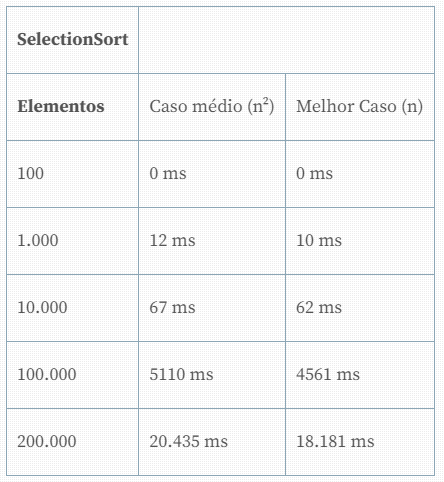 SelectionSort
Elementos Caso médio (n²) Melhor Caso (n)
100 0 ms 0 ms
1.000 12 ms 10 ms
10.000 67 ms 62 ms
100.000 5110 ms 4561 ms
200.000 20.435 ms 18.181 ms